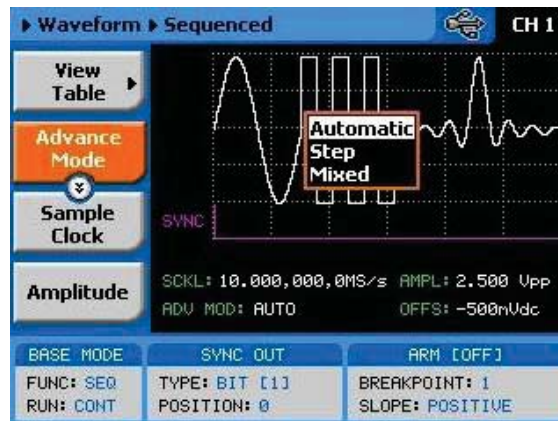 Waveform Sequenced CH 1
View
Table
Advance
Mode
Sample
Clock
Amplitude
Automatic
Step
Mixed
SYNC
SCKL: 10.000,000,0MS/s AMPL: 2.500 Vpp
ADV MOD: AUTO OFFS: -500mVdc
BASE MODE SYNC OUT ARM [OFF]
FUNC: SEQ TYPE: BIT [1] BREAKPOINT: 1
RUN: CONT POSITION: 0 SLOPE: POSITIVE